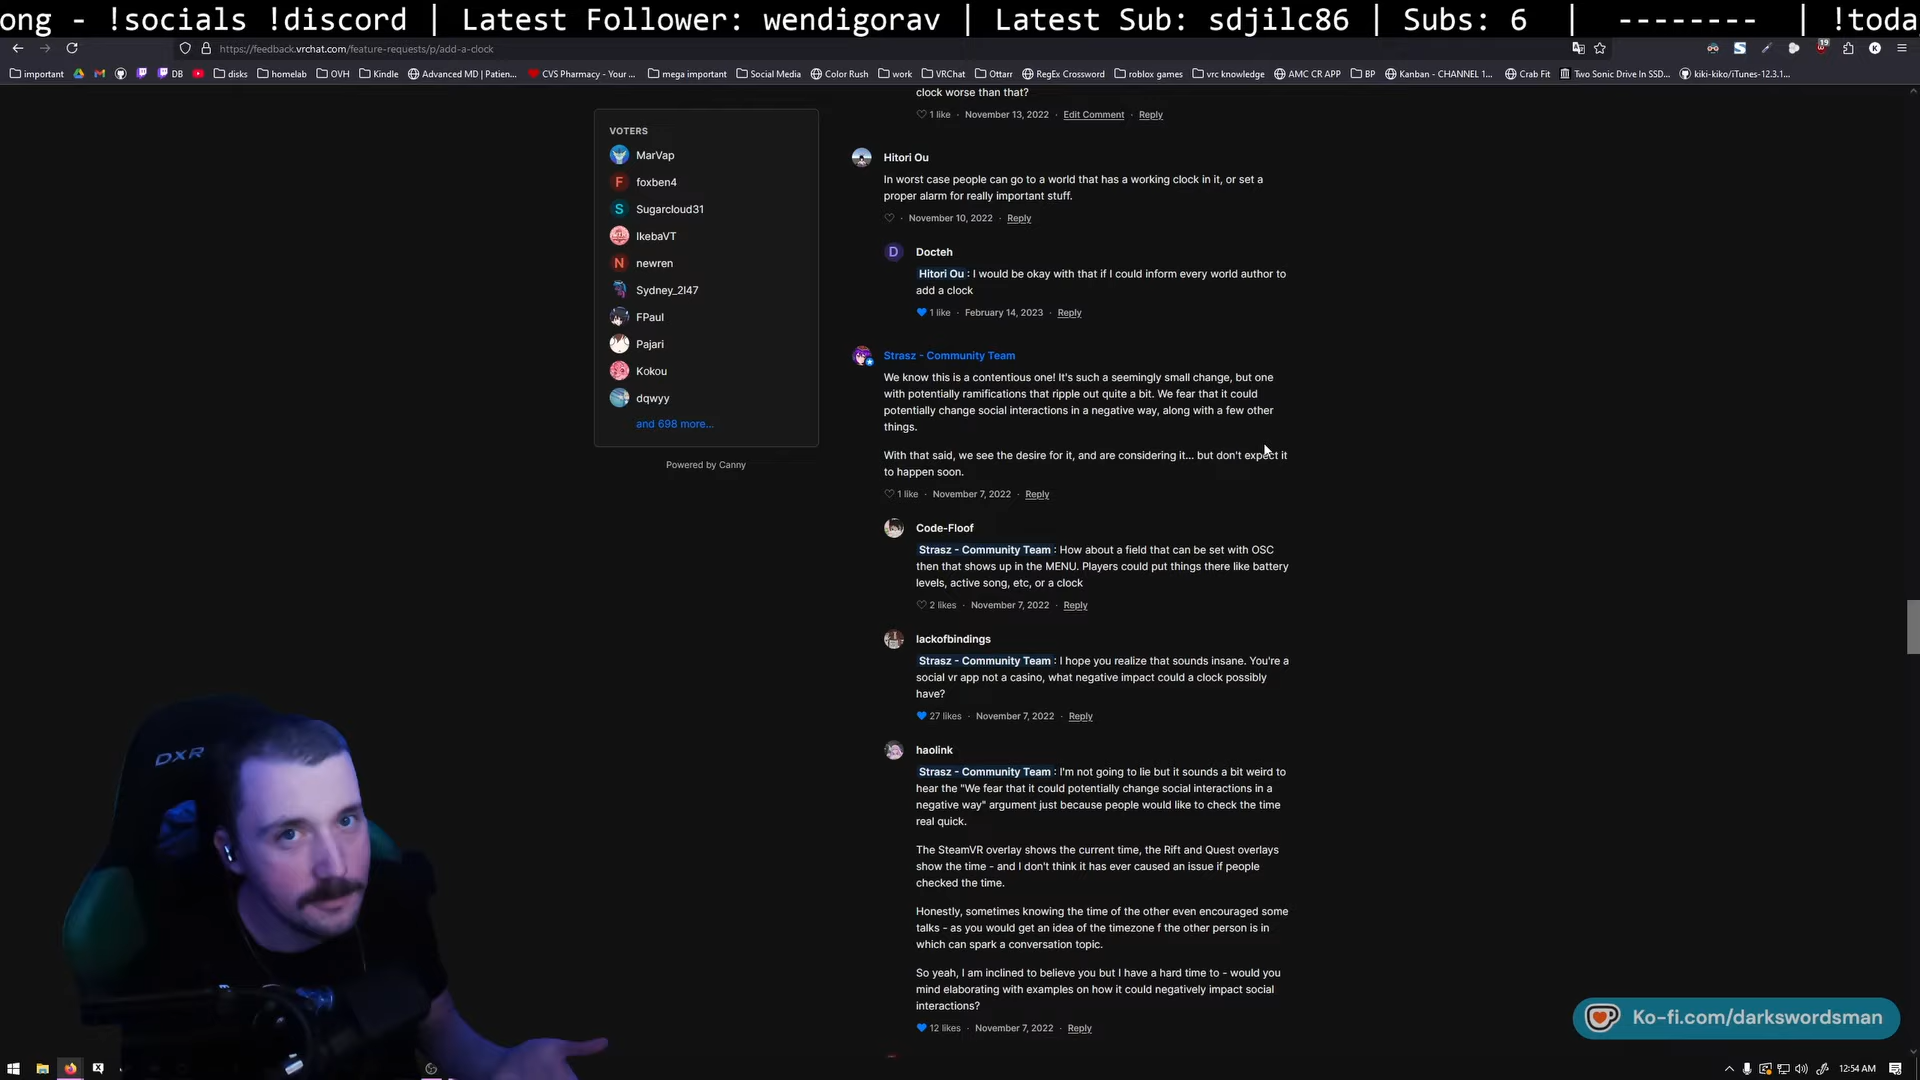 ong - !socials !discord | Latest Follower: wendigorav | Latest Sub: sdjilc86 | Subs: 6 | -------- | !toda
https://feedback.vrchat.com/feature-requests/p/add-a-clock
19
K
important
DB
disks
homelab
OVH
Kindle
Advanced MD | Patien...
CVS Pharmacy - Your ...
mega important
Social Media
Color Rush
work
VRChat
Ottarr
RegEx Crossword
roblox games
vrc knowledge
AMC CR APP
BP
Kanban - CHANNEL 1...
Crab Fit
Two Sonic Drive In SSD...
kiki-kiko/iTunes-12.3.1...
VOTERS
MarVap
F foxben4
S Sugarcloud31
IkebaVT
N newren
Sydney_2147
FPaul
Pajari
Kokou
dqwyy
and 698 more...
Powered by Canny
clock worse than that?
1 like · November 13, 2022 · Edit Comment · Reply
Hitori Ou
In worst case people can go to a world that has a working clock in it, or set a
proper alarm for really important stuff.
· November 10, 2022 · Reply
D Docteh
Hitori Ou : I would be okay with that if I could inform every world author to
add a clock
1 like · February 14, 2023 · Reply
Strasz - Community Team
We know this is a contentious one! It's such a seemingly small change, but one
with potentially ramifications that ripple out quite a bit. We fear that it could
potentially change social interactions in a negative way, along with a few other
things.
With that said, we see the desire for it, and are considering it... but don't expect it
to happen soon.
1 like · November 7, 2022 · Reply
Code-Floof
Strasz - Community Team : How about a field that can be set with OSC
then that shows up in the MENU. Players could put things there like battery
levels, active song, etc, or a clock
2 likes · November 7, 2022 · Reply
lackofbindings
Strasz - Community Team : I hope you realize that sounds insane. You're a
social vr app not a casino, what negative impact could a clock possibly
have?
27 likes · November 7, 2022 · Reply
haolink
Strasz - Community Team : I'm not going to lie but it sounds a bit weird to
hear the "We fear that it could potentially change social interactions in a
negative way" argument just because people would like to check the time
real quick.
The SteamVR overlay shows the current time, the Rift and Quest overlays
show the time - and I don't think it has ever caused an issue if people
checked the time.
Honestly, sometimes knowing the time of the other even encouraged some
talks - as you would get an idea of the timezone f the other person is in
which can spark a conversation topic.
So yeah, I am inclined to believe you but I have a hard time to - would you
mind elaborating with examples on how it could negatively impact social
interactions?
12 likes · November 7, 2022 · Reply
DXR
Ko-fi.com/darkswordsman
12:54 AM